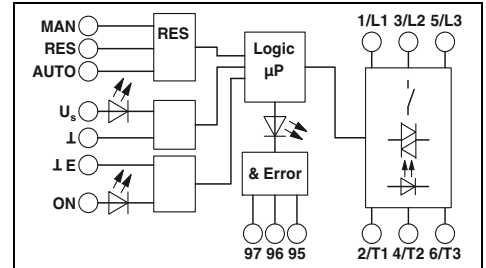 MAN
RES
AUTO
RES
Logic
μP
1/L1 3/L2 5/L3
Us
⊥
⊥ E
ON
& Error
97 96 95
2/T1 4/T2 6/T3